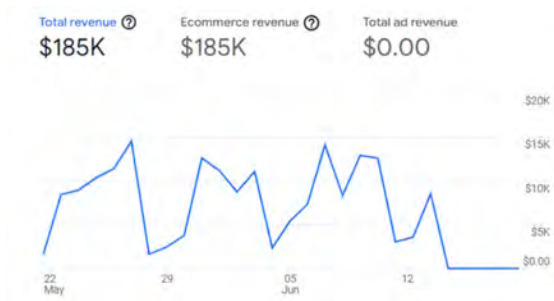 Total revenue ? Ecommerce revenue ? Total ad revenue
$185K $185K $0.00
$20K
$15K
$10K
$5K
$0.00
22 29 05 12
May Jun